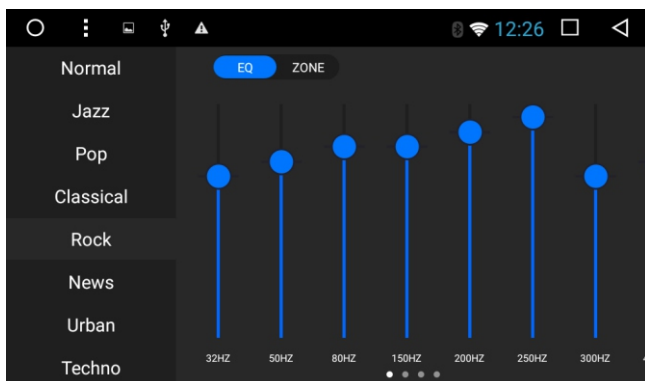 12:26
EQ ZONE
Normal
Jazz
Pop
Classical
Rock
News
Urban
Techno
32HZ 50HZ 80HZ 150HZ 200HZ 250HZ 300HZ